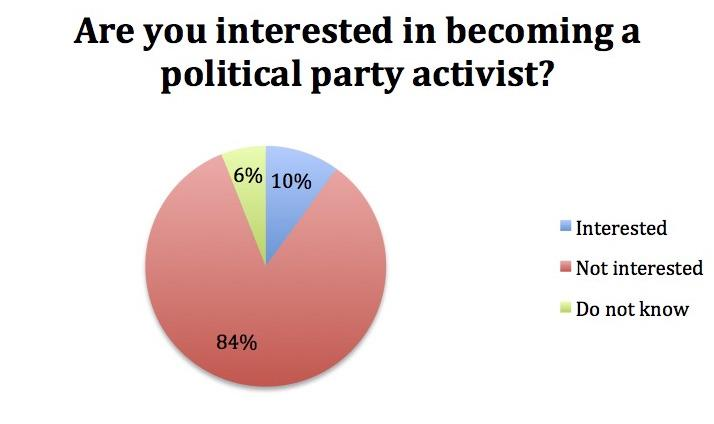 Are you interested in becoming a
political party activist?
6% 10%
84%
Interested
Not interested
Do not know